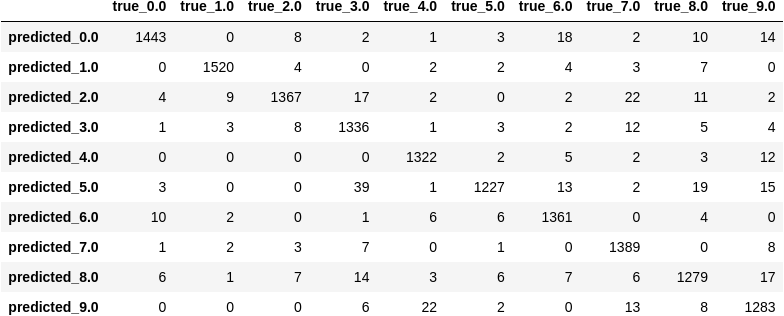 true_0.0 true_1.0 true_2.0 true_3.0 true_4.0 true_5.0 true_6.0 true_7.0 true_8.0 true_9.0
predicted_0.0 1443 0 8 2 1 3 18 2 10 14
predicted_1.0 0 1520 4 0 2 2 4 3 7 0
predicted_2.0 4 9 1367 17 2 0 2 22 11 2
predicted_3.0 1 3 8 1336 1 3 2 12 5 4
predicted_4.0 0 0 0 0 1322 2 5 2 3 12
predicted_5.0 3 0 0 39 1 1227 13 2 19 15
predicted_6.0 10 2 0 1 6 6 1361 0 4 0
predicted_7.0 1 2 3 7 0 1 0 1389 0 8
predicted_8.0 6 1 7 14 3 6 7 6 1279 17
predicted_9.0 0 0 0 6 22 2 0 13 8 1283